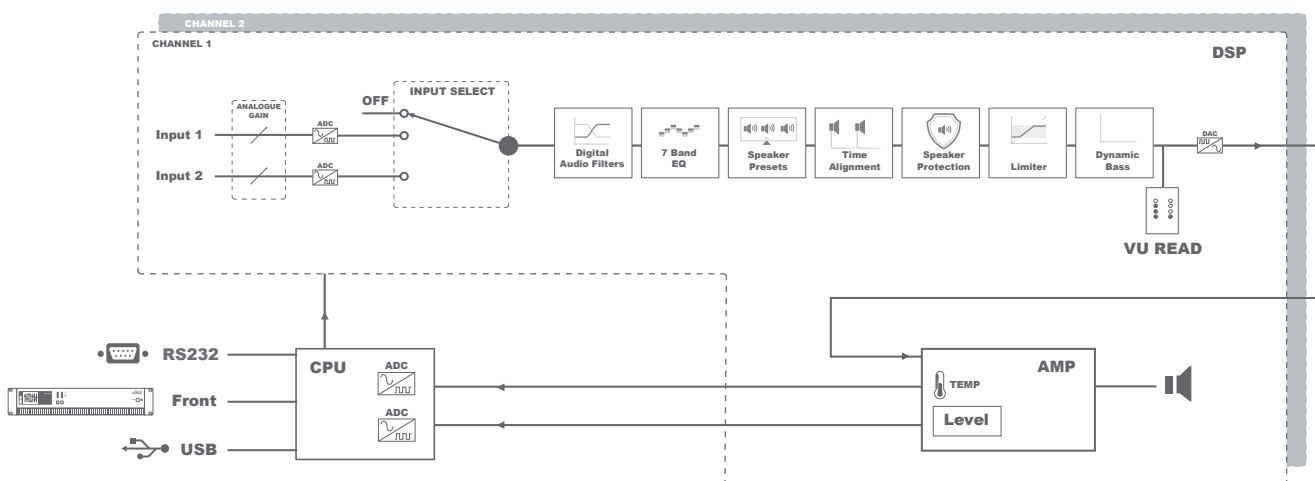 CHANNEL 2
CHANNEL 1
DSP
INPUT SELECT
OFF
ANALOGUE
GAIN
ADC
Input 1
ADC
Input 2
Digital
Audio Filters
7 Band
EQ
Speaker
Presets
Time
Alignment
Speaker
Protection
Limiter
Dynamic
Bass
DAC
VU READ
RS232
Front
USB
CPU
ADC
ADC
AMP
TEMP
Level